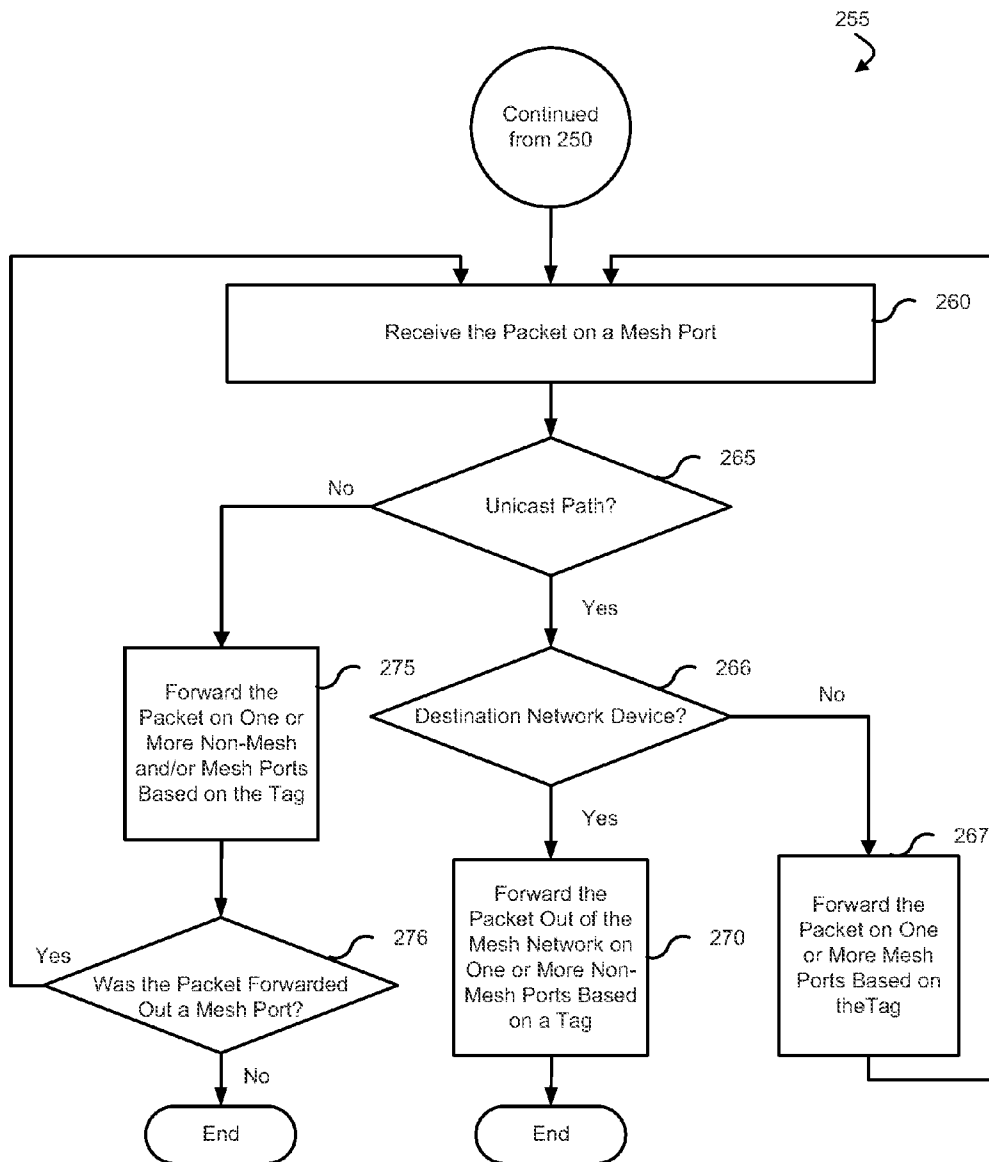 255
Continued
from 250
260
Receive the Packet on a Mesh Port
265
No
Unicast Path?
Yes
275
Forward the
Packet on One or
More Non-Mesh
and/or Mesh Ports
Based on the Tag
266
No
Destination Network Device?
Yes
267
Forward the
Packet Out of the
Mesh Network on
One or More Non-
Mesh Ports Based
on a Tag
270
Forward the
Packet on One
or More Mesh
Ports Based on
theTag
276
Yes
Was the Packet Forwarded
Out a Mesh Port?
No
End
End